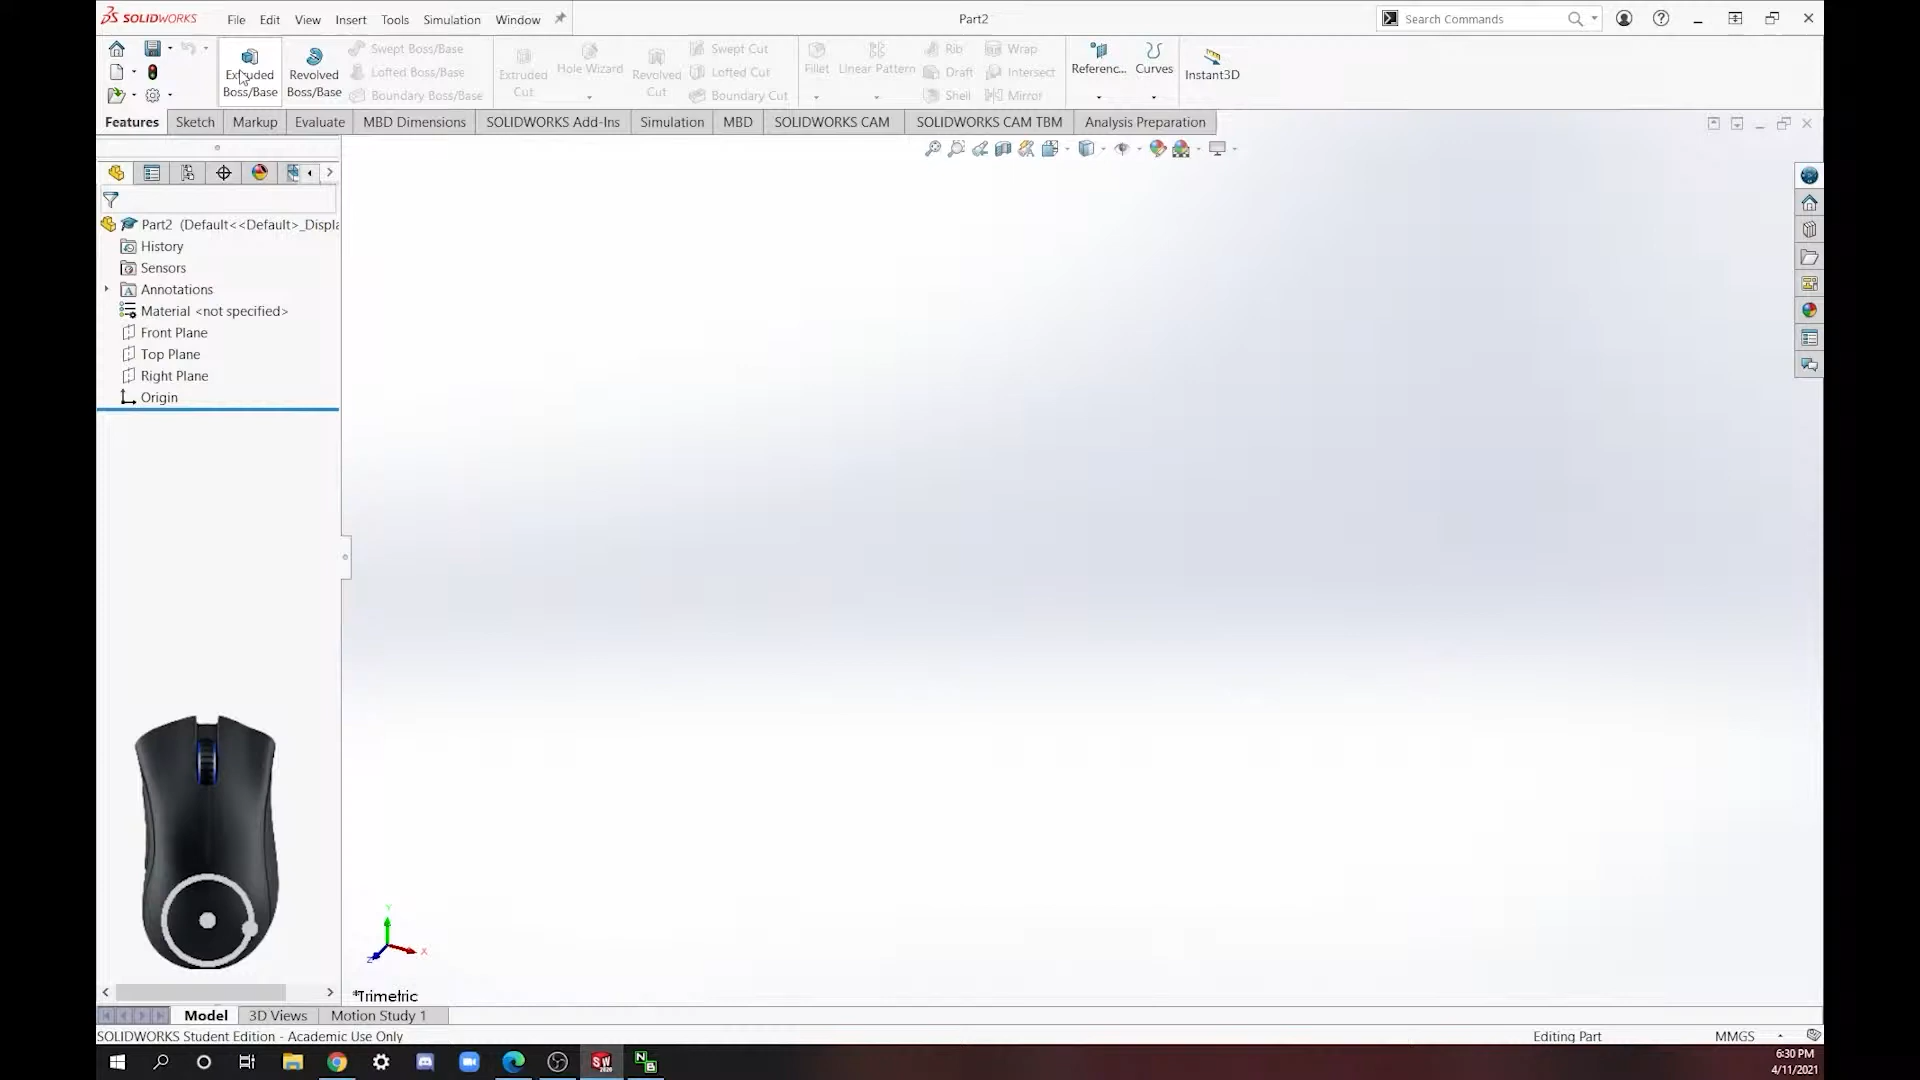 SOLIDWORKS File Edit View Insert Tools Simulation Window Part2 Search Commands
Extruded Boss/Base
Revolved Boss/Base
Swept Boss/Base
Lofted Boss/Base
Boundary Boss/Base
Extruded Cut
Hole Wizard
Revolved Cut
Swept Cut
Lofted Cut
Boundary Cut
Fillet
Linear Pattern
Rib
Draft
Shell
Wrap
Intersect
Mirror
Referenc...
Curves
Instant3D
Features Sketch Markup Evaluate MBD Dimensions SOLIDWORKS Add-Ins Simulation MBD SOLIDWORKS CAM SOLIDWORKS CAM TBM Analysis Preparation
Part2 (Default<<Default>_Displa
History
Sensors
Annotations
Material <not specified>
Front Plane
Top Plane
Right Plane
Origin
Y
X
Z
*Trimetric
Model 3D Views Motion Study 1
SOLIDWORKS Student Edition - Academic Use Only Editing Part MMGS
6:30 PM
4/11/2021